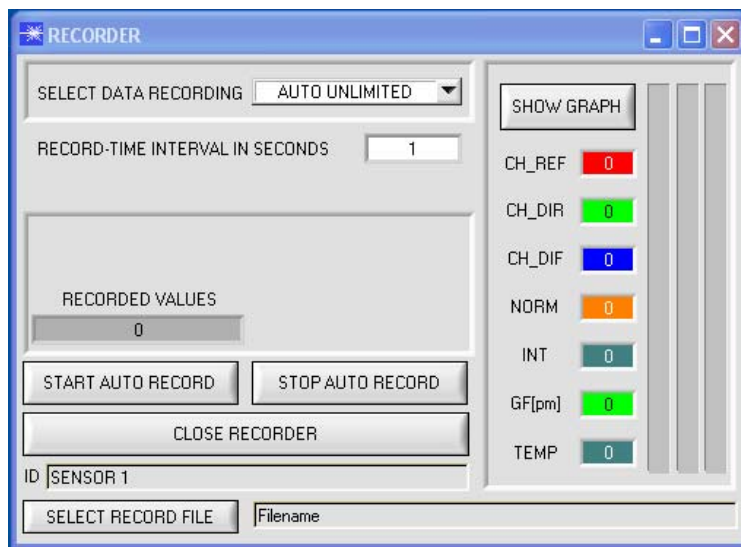 RECORDER
SELECT DATA RECORDING AUTO UNLIMITED
RECORD-TIME INTERVAL IN SECONDS 1
RECORDED VALUES
0
START AUTO RECORD STOP AUTO RECORD
CLOSE RECORDER
ID SENSOR 1
SELECT RECORD FILE Filename
SHOW GRAPH
CH_REF 0
CH_DIR 0
CH_DIF 0
NORM 0
INT 0
GF[pm] 0
TEMP 0